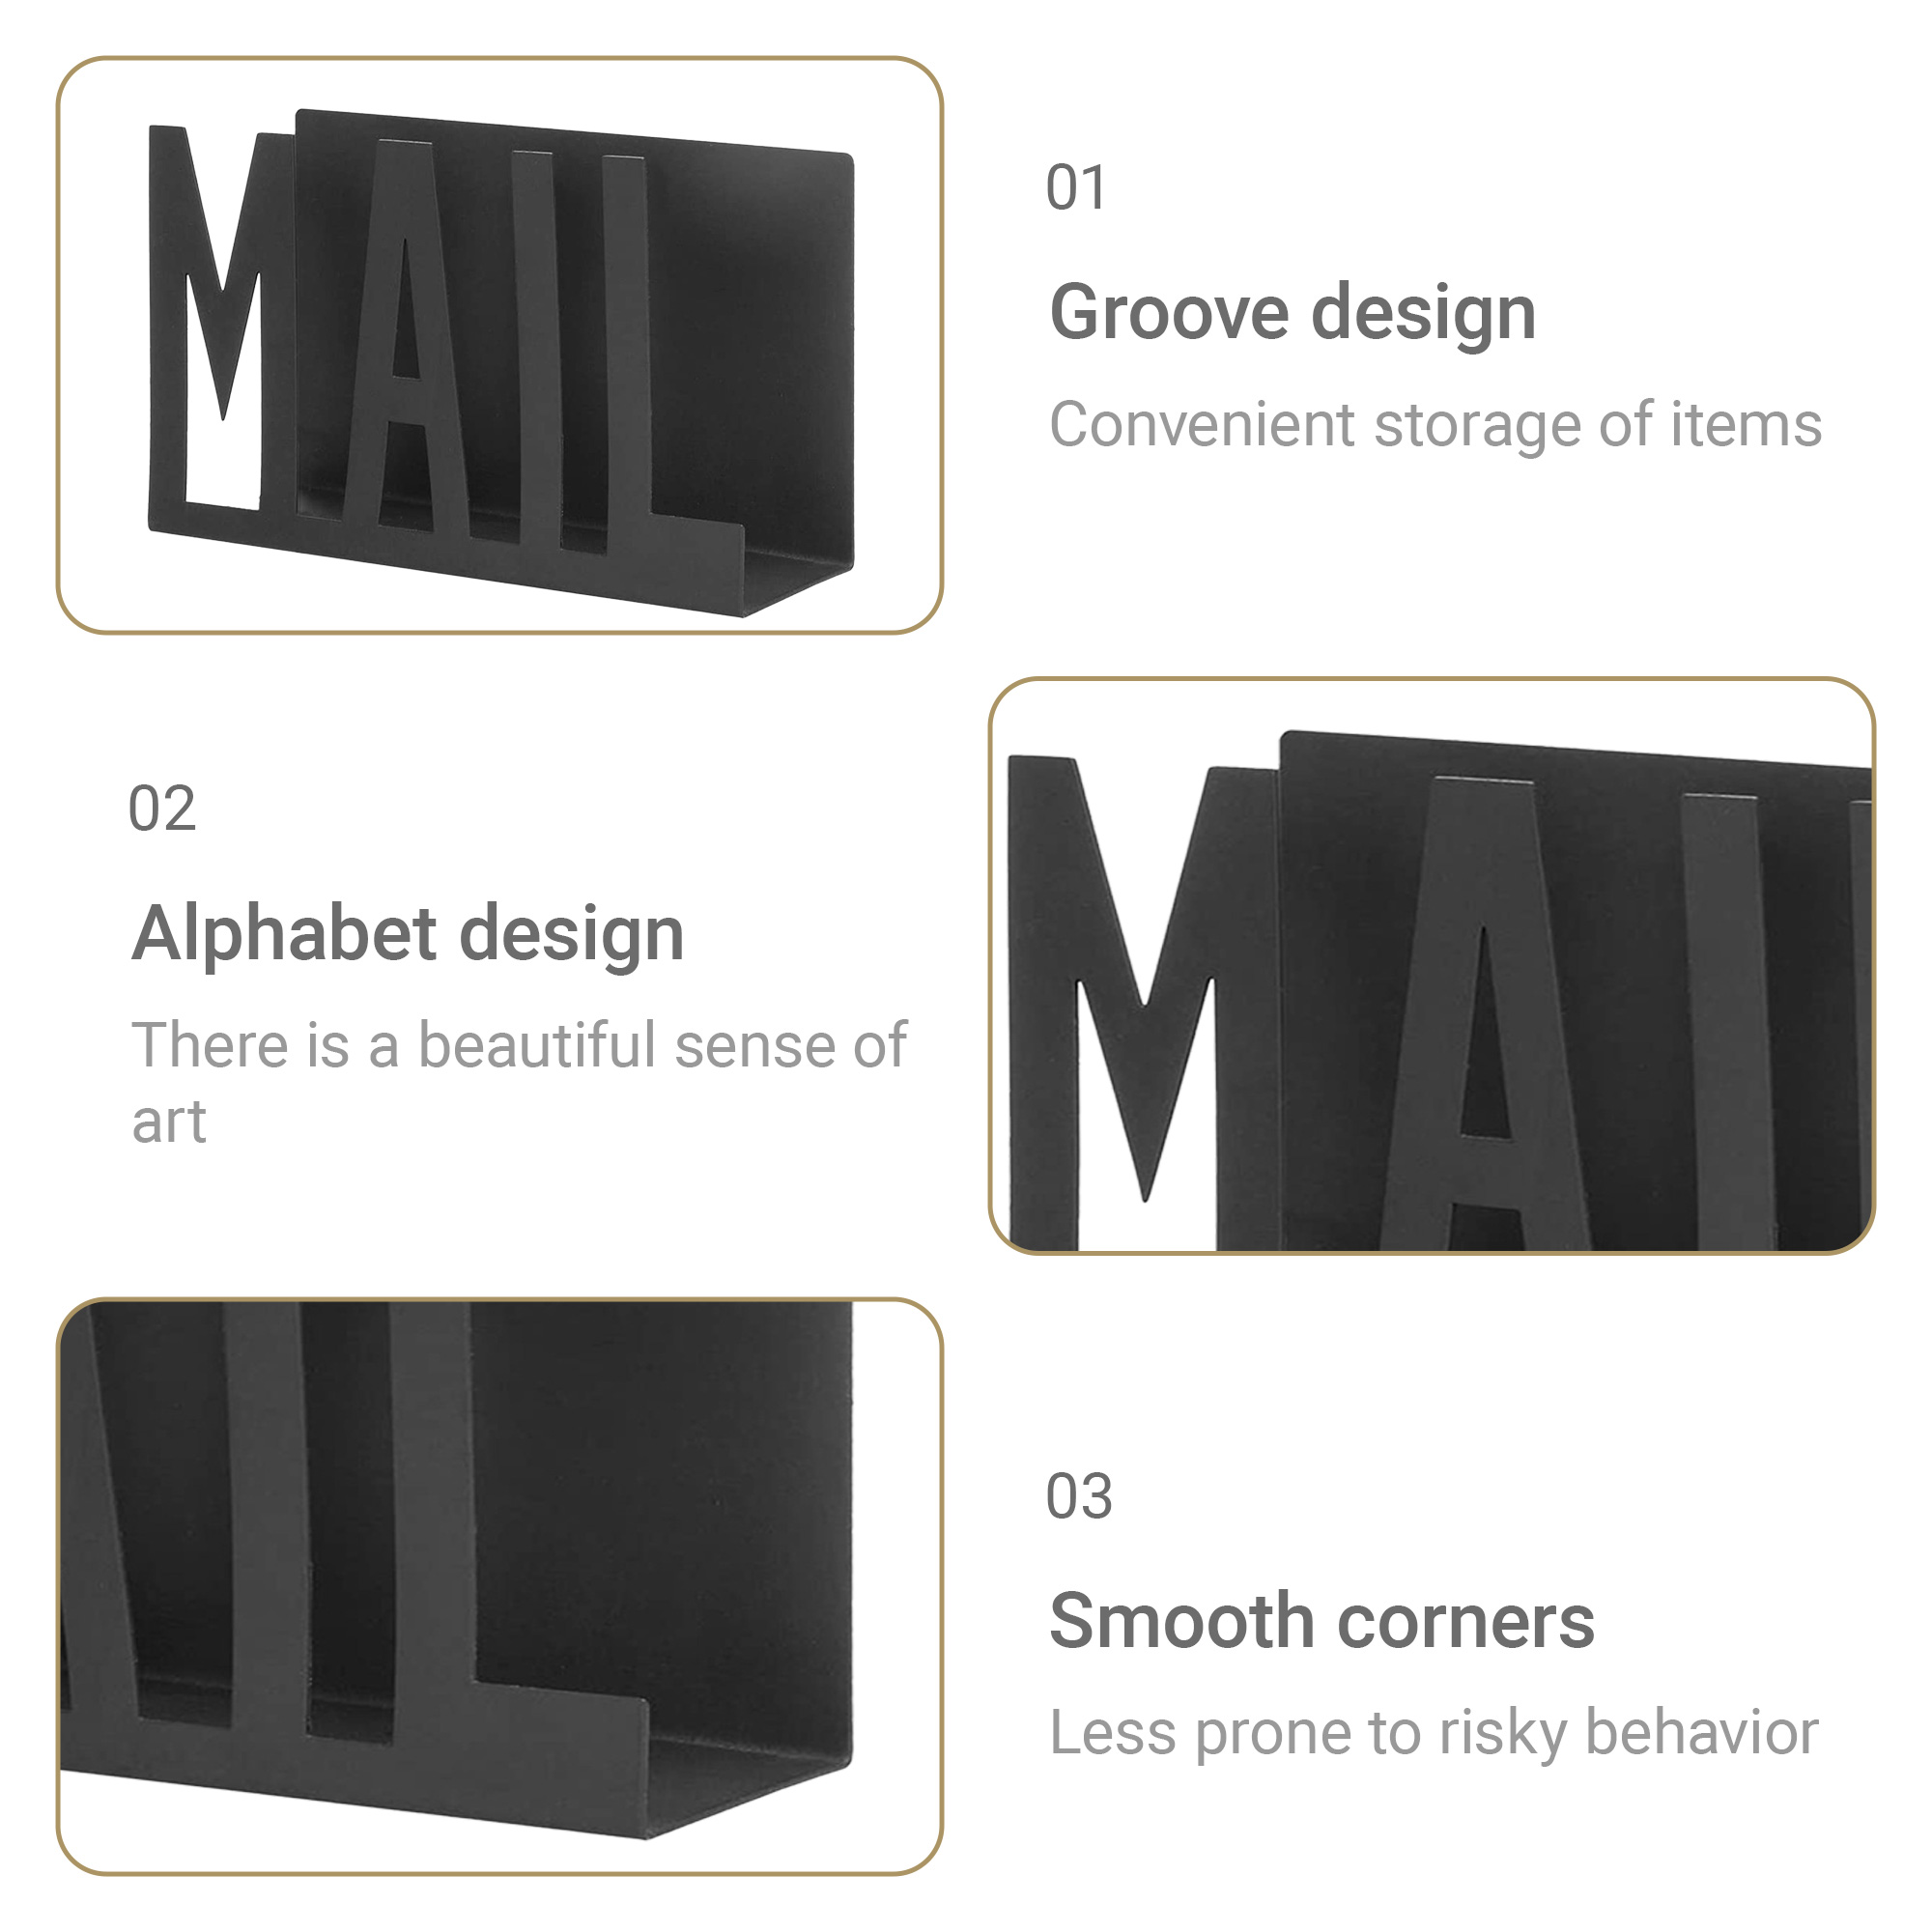 MAIL
01
Groove design
Convenient storage of items
02
Alphabet design
There is a beautiful sense of
art
MAI
AIL
03
Smooth corners
Less prone to risky behavior